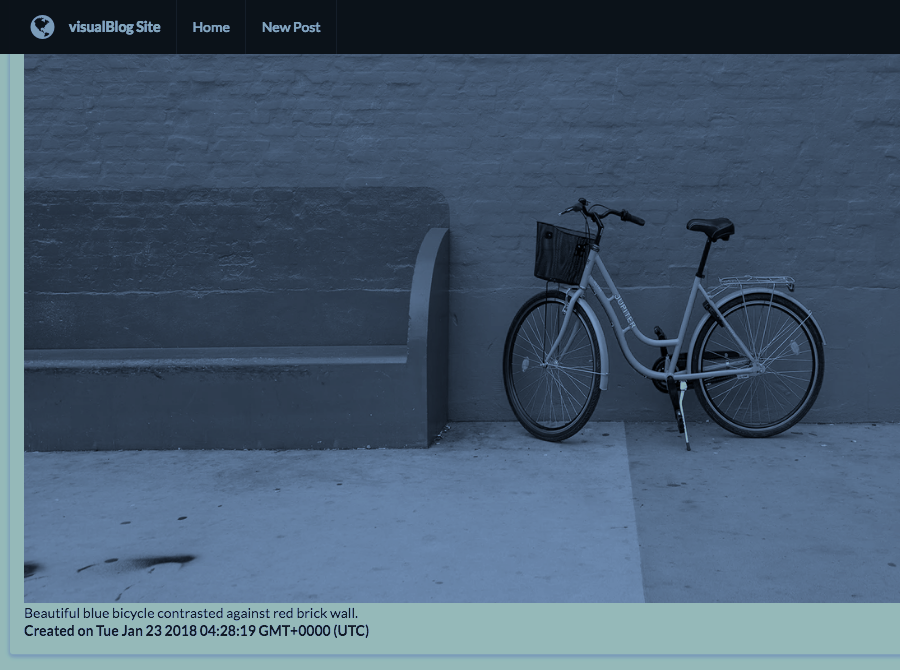 visualBlog Site
Home
New Post
JUPITER
Beautiful blue bicycle contrasted against red brick wall.
Created on Tue Jan 23 2018 04:28:19 GMT+0000 (UTC)